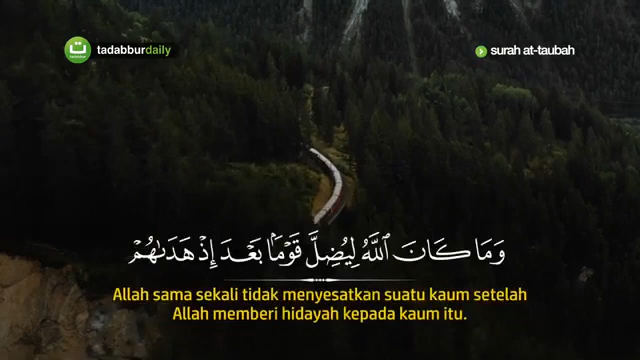 ت
tadabbur
tadabburdaily
surah at-taubah
وَمَا كَانَ ٱللَّهُ لِيُضِلَّ قَوْمًۢا بَعْدَ إِذْ هَدَىٰهُمْ
Allah sama sekali tidak menyesatkan suatu kaum setelah
Allah memberi hidayah kepada kaum itu.